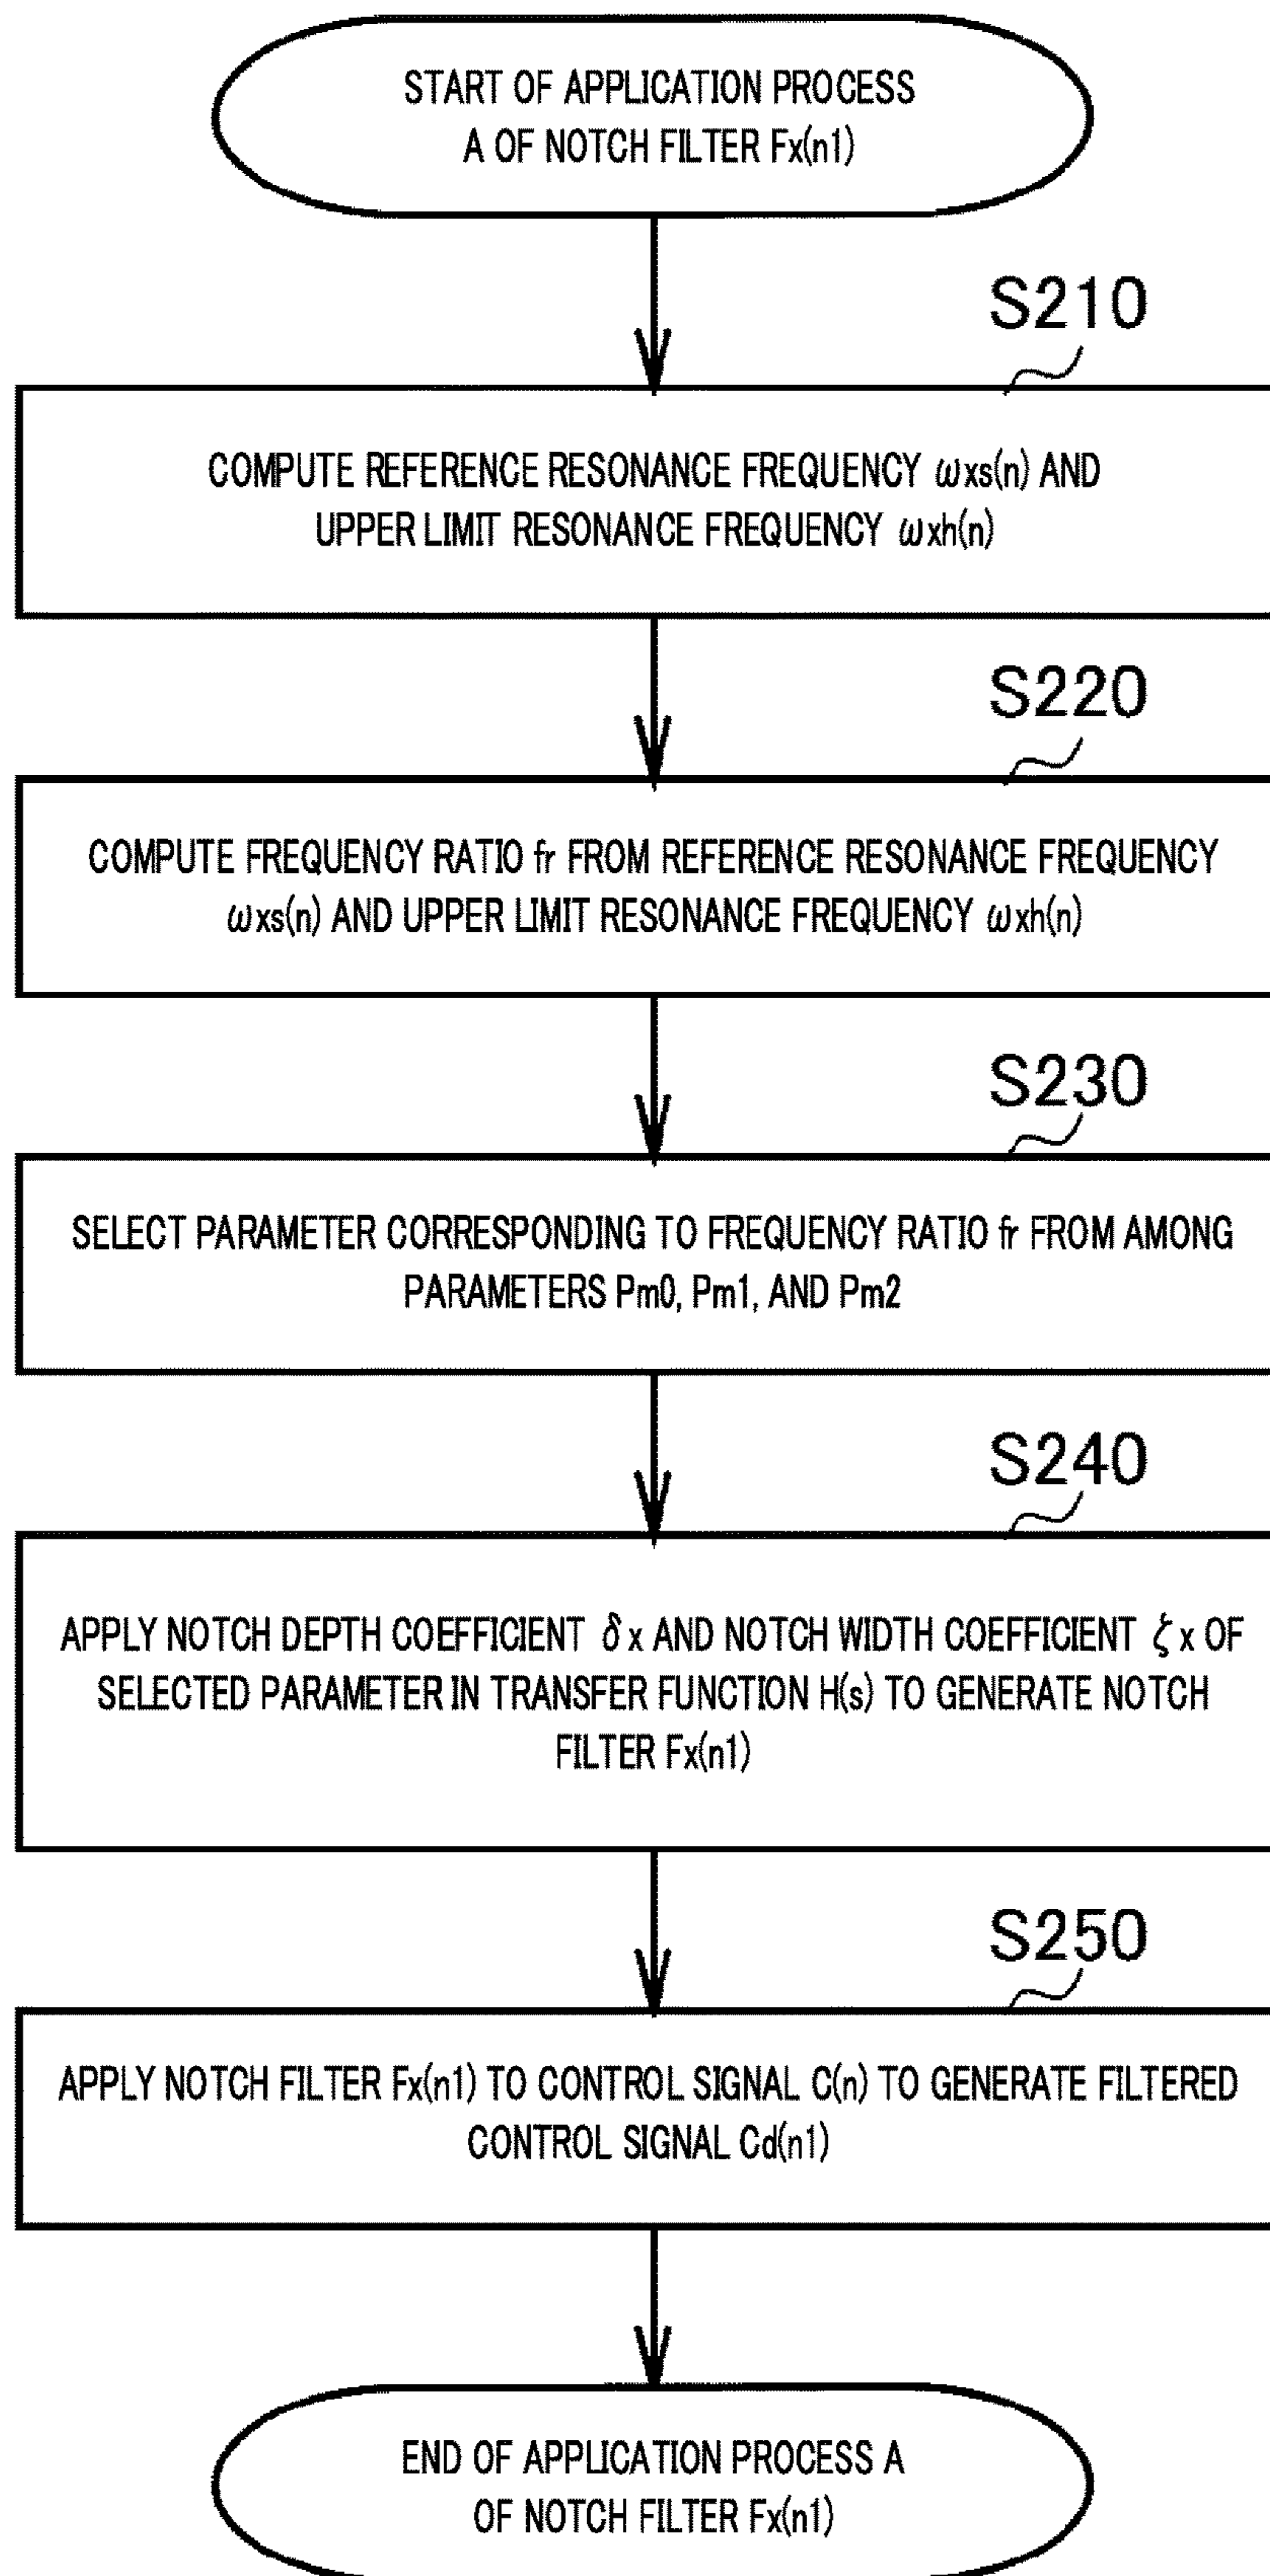 START OF APPLICATION PROCESS
A OF NOTCH FILTER Fx(n1)
S210
COMPUTE REFERENCE RESONANCE FREQUENCY ωxs(n) AND
UPPER LIMIT RESONANCE FREQUENCY ωxh(n)
S220
COMPUTE FREQUENCY RATIO fr FROM REFERENCE RESONANCE FREQUENCY
ωxs(n) AND UPPER LIMIT RESONANCE FREQUENCY ωxh(n)
S230
SELECT PARAMETER CORRESPONDING TO FREQUENCY RATIO fr FROM AMONG
PARAMETERS Pm0, Pm1, AND Pm2
S240
APPLY NOTCH DEPTH COEFFICIENT δx AND NOTCH WIDTH COEFFICIENT ζx OF
SELECTED PARAMETER IN TRANSFER FUNCTION H(s) TO GENERATE NOTCH
FILTER Fx(n1)
S250
APPLY NOTCH FILTER Fx(n1) TO CONTROL SIGNAL C(n) TO GENERATE FILTERED
CONTROL SIGNAL Cd(n1)
END OF APPLICATION PROCESS A
OF NOTCH FILTER Fx(n1)